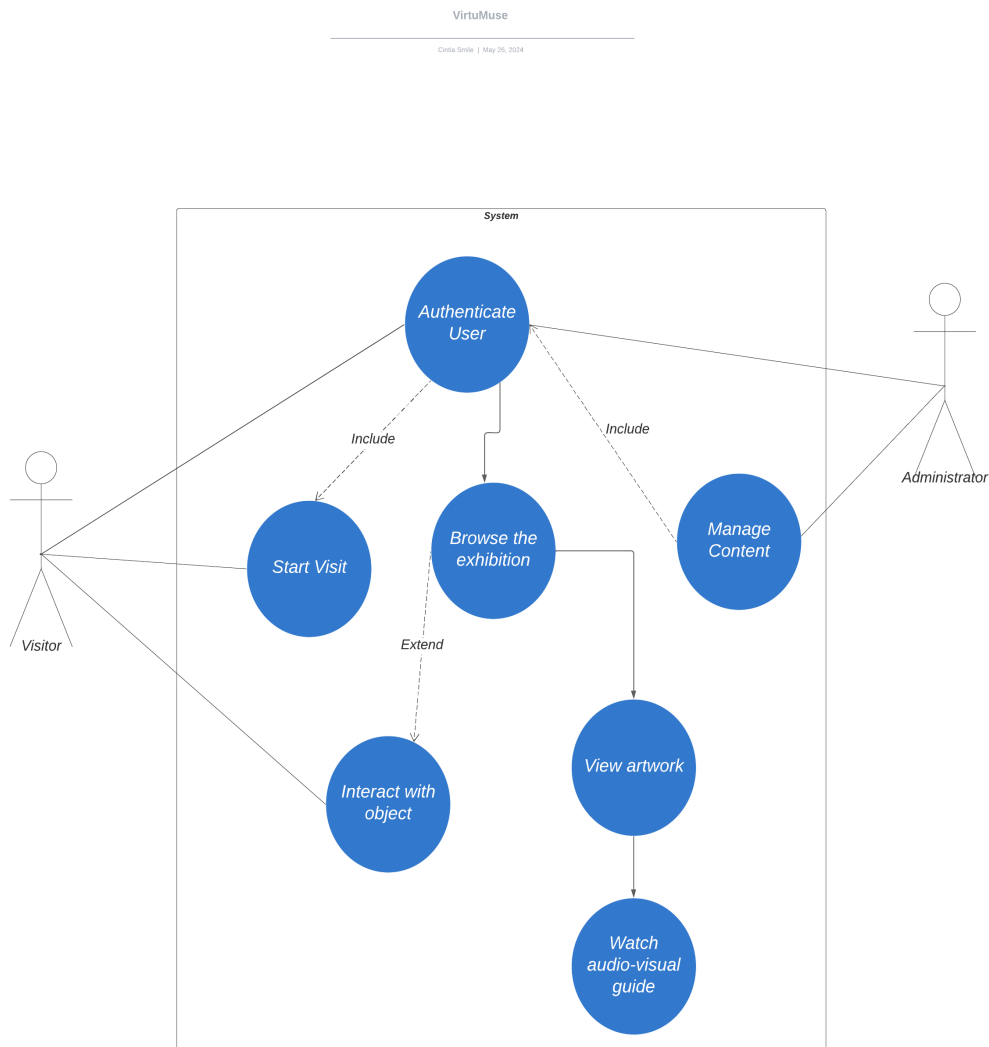 VirtuMuse
Cintia Smile | May 26, 2024
System
Authenticate
User
Include
Include
Administrator
Browse the
exhibition
Manage
Content
Start Visit
Extend
Visitor
View artwork
Interact with
object
Watch
audio-visual
guide